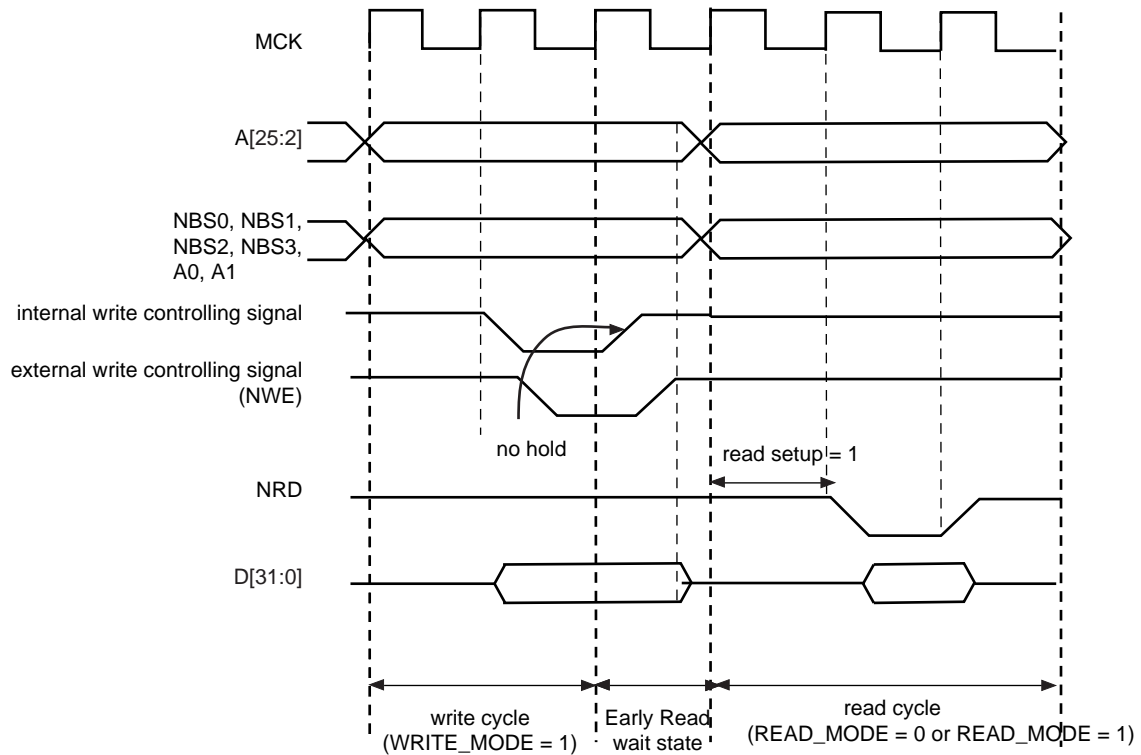 MCK
A[25:2]
NBS0, NBS1,
NBS2, NBS3,
A0, A1
internal write controlling signal
external write controlling signal
(NWE)
no hold
read setup = 1
NRD
D[31:0]
write cycle
(WRITE_MODE = 1)
Early Read
wait state
read cycle
(READ_MODE = 0 or READ_MODE = 1)